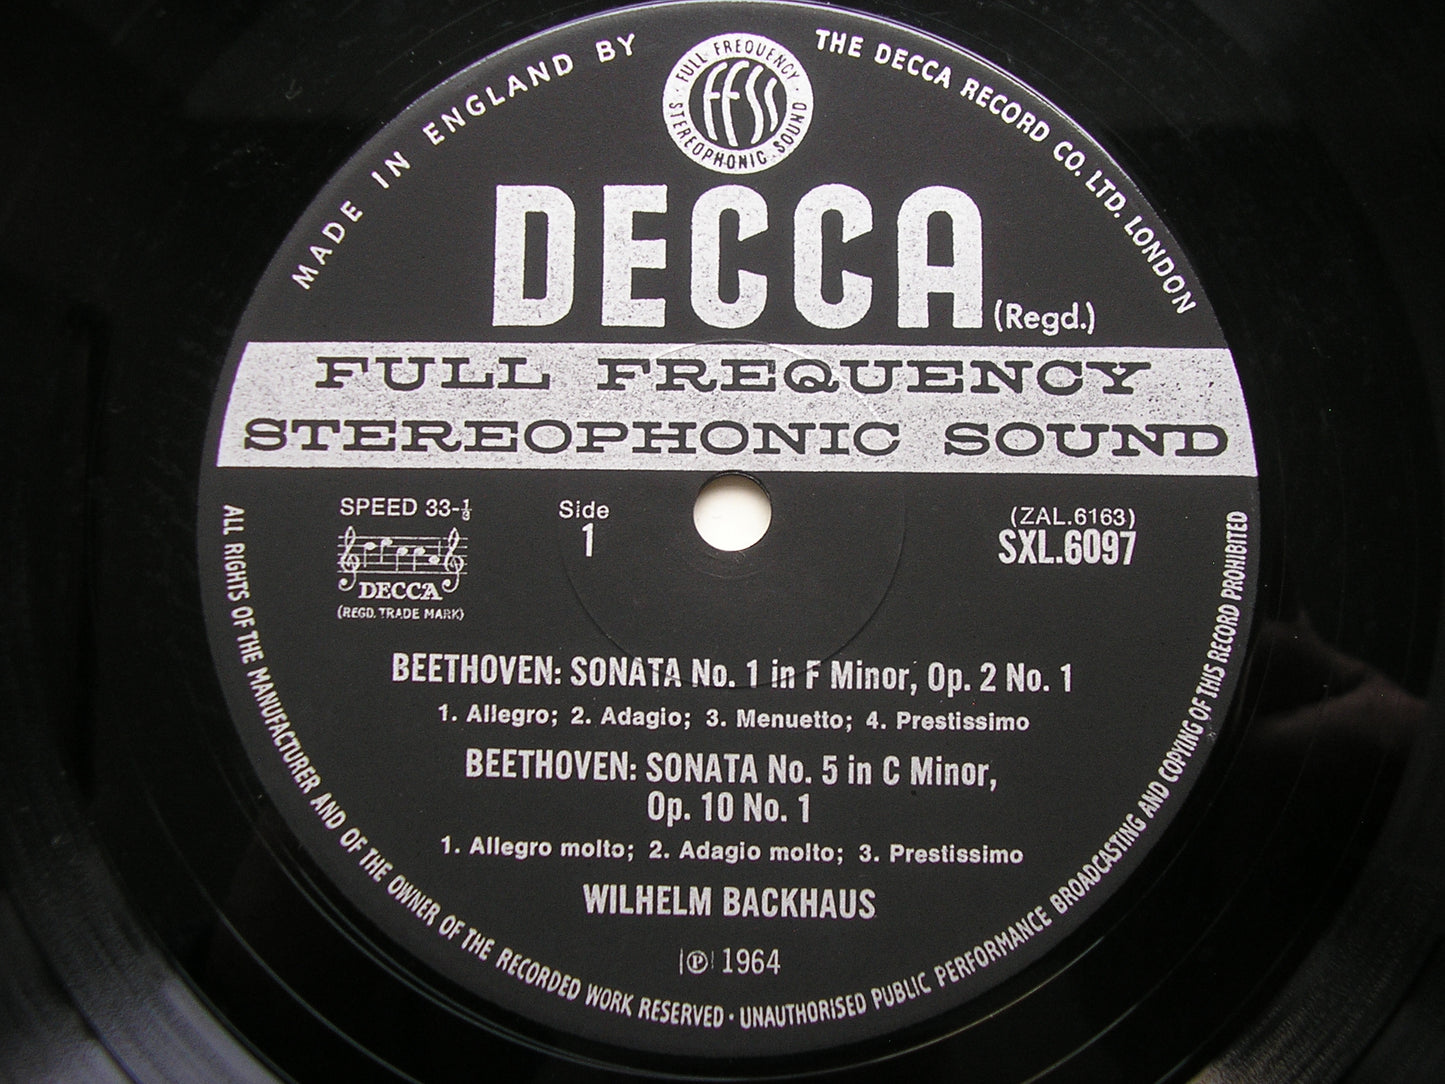 MADE IN ENGLAND BY THE DECCA RECORD CO. LTD. LONDON
FULL FREQUENCY STEREOPHONIC SOUND
FFSS
DECCA (Regd.)
FULL FREQUENCY
STEREOPHONIC SOUND
SPEED 33-⅓
Side
1
(ZAL.6163)
SXL.6097
DECCA
(REGD. TRADE MARK)
BEETHOVEN: SONATA No. 1 in F Minor, Op. 2 No. 1
1. Allegro; 2. Adagio; 3. Menuetto; 4. Prestissimo
BEETHOVEN: SONATA No. 5 in C Minor,
Op. 10 No. 1
1. Allegro molto; 2. Adagio molto; 3. Prestissimo
WILHELM BACKHAUS
℗ 1964
ALL RIGHTS OF THE MANUFACTURER AND OF THE OWNER OF THE RECORDED WORK RESERVED · UNAUTHORISED PUBLIC PERFORMANCE BROADCASTING AND COPYING OF THIS RECORD PROHIBITED